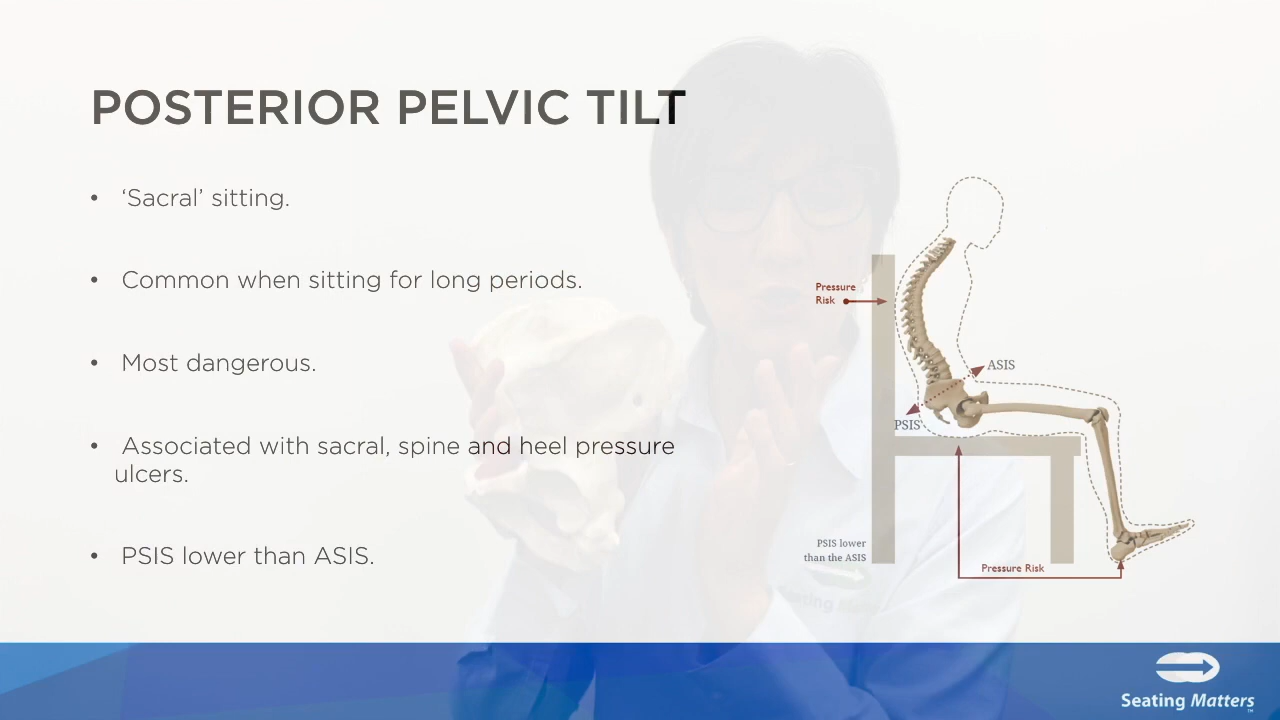 POSTERIOR PELVIC TILT
• ‘Sacral’ sitting.
• Common when sitting for long periods.
• Most dangerous.
• Associated with sacral, spine and heel pressure
ulcers.
• PSIS lower than ASIS.
Pressure
Risk
ASIS
PSIS
PSIS lower
than the ASIS
Pressure Risk
Seating Matters
TM